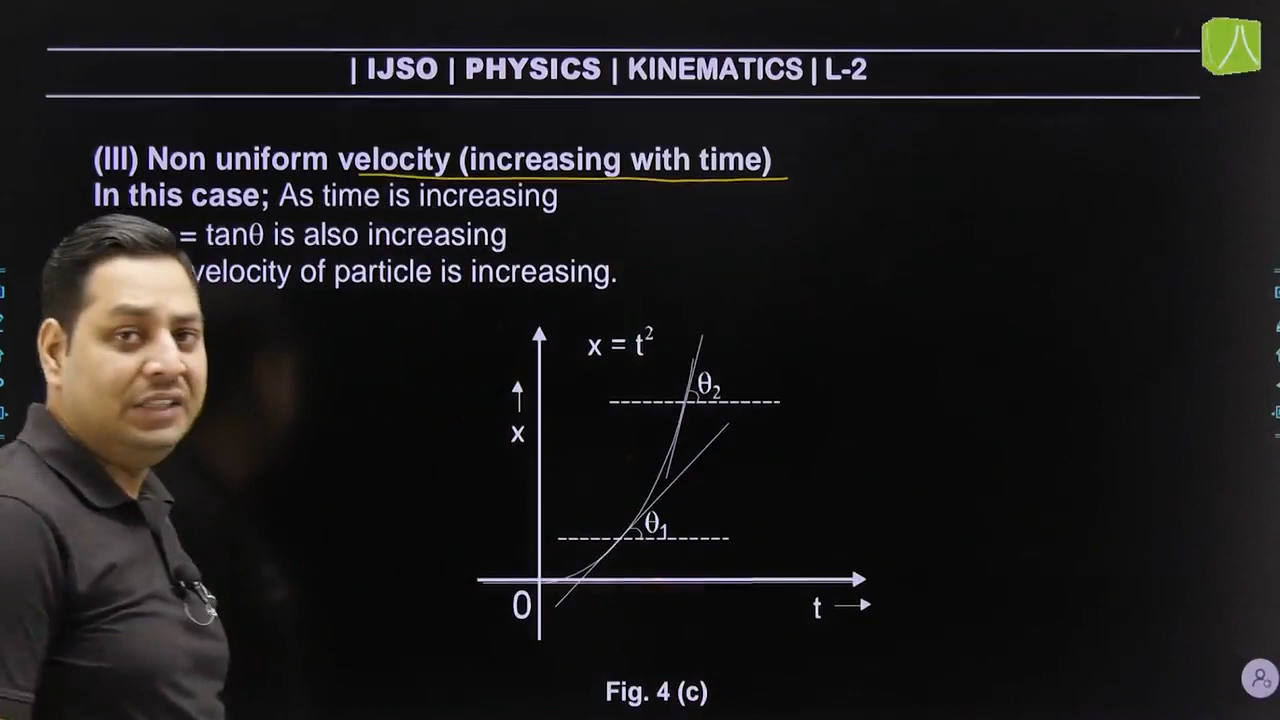 | IJSO | PHYSICS | KINEMATICS | L-2
(III) Non uniform velocity (increasing with time)
In this case; As time is increasing
= tanθ is also increasing
velocity of particle is increasing.
x = t²
θ₂
x
θ₁
0
t
Fig. 4 (c)